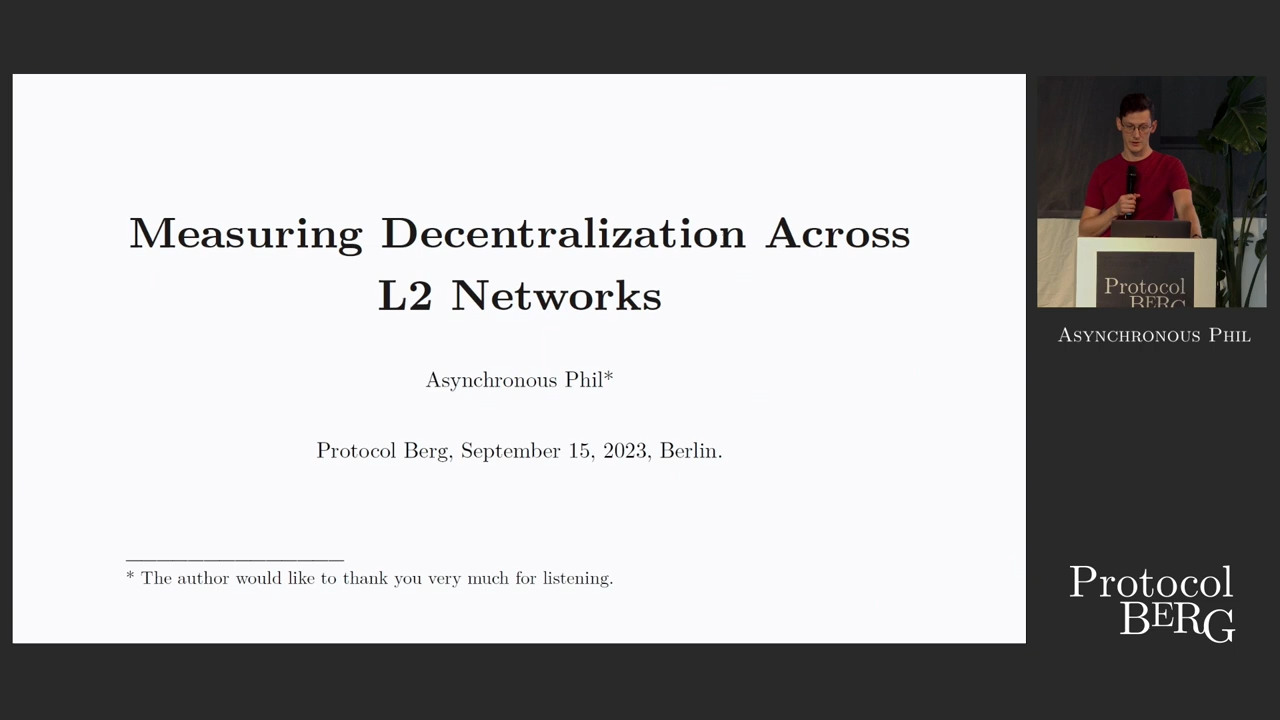 Measuring Decentralization Across
L2 Networks
Asynchronous Phil*
Protocol Berg, September 15, 2023, Berlin.
* The author would like to thank you very much for listening.
Protocol
BERG
Asynchronous Phil
Protocol
BERG